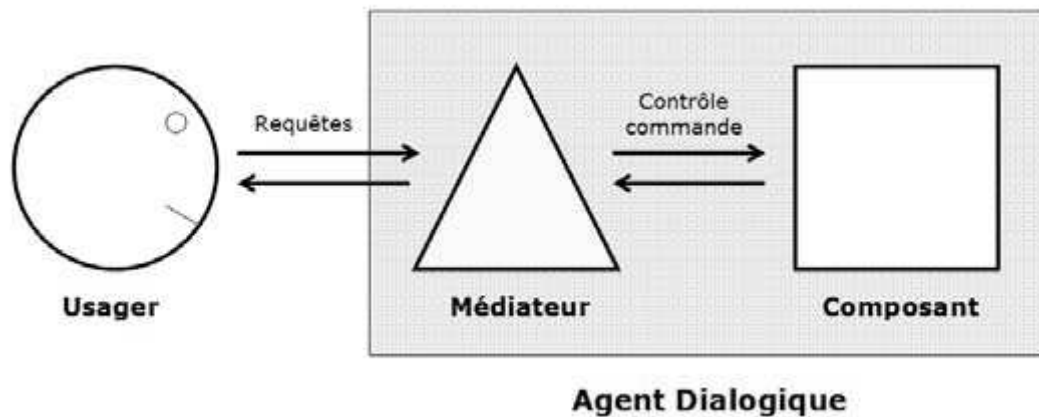 Requêtes
Contrôle
commande
Usager
Médiateur
Composant
Agent Dialogique